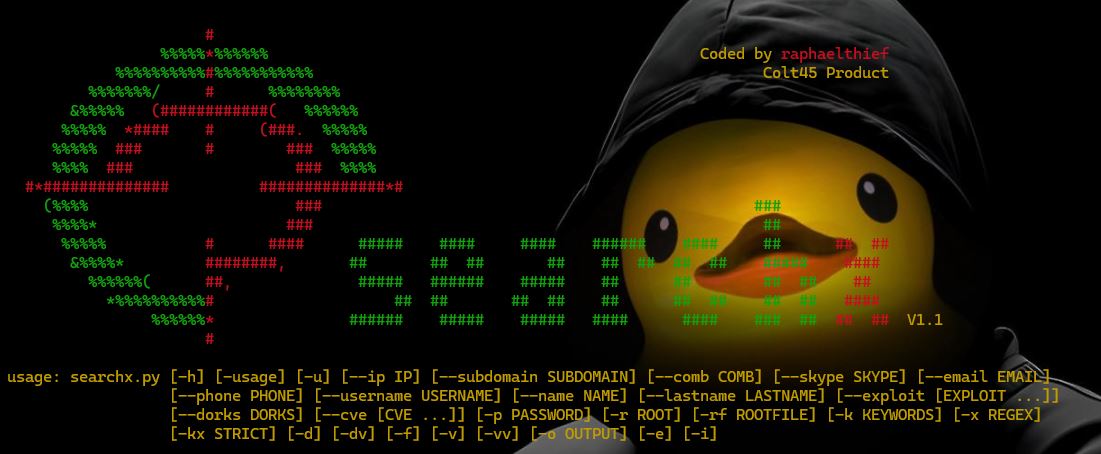 Coded by raphaelthief
Colt45 Product
SearchX
V1.1
usage: searchx.py [-h] [-usage] [-u] [--ip IP] [--subdomain SUBDOMAIN] [--comb COMB] [--skype SKYPE] [--email EMAIL]
[--phone PHONE] [--username USERNAME] [--name NAME] [--lastname LASTNAME] [--exploit [EXPLOIT ...]]
[--dorks DORKS] [--cve [CVE ...]] [-p PASSWORD] [-r ROOT] [-rf ROOTFILE] [-k KEYWORDS] [-x REGEX]
[-kx STRICT] [-d] [-dv] [-f] [-v] [-vv] [-o OUTPUT] [-e] [-i]